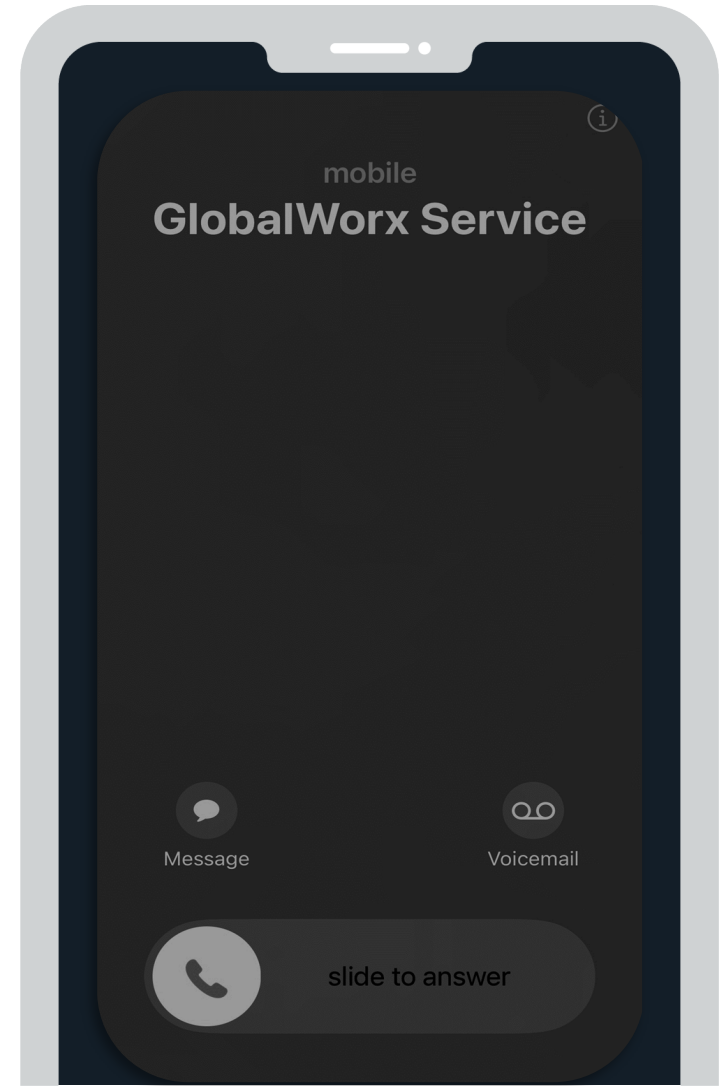 mobile
GlobalWorx Service
Message
Voicemail
slide to answer